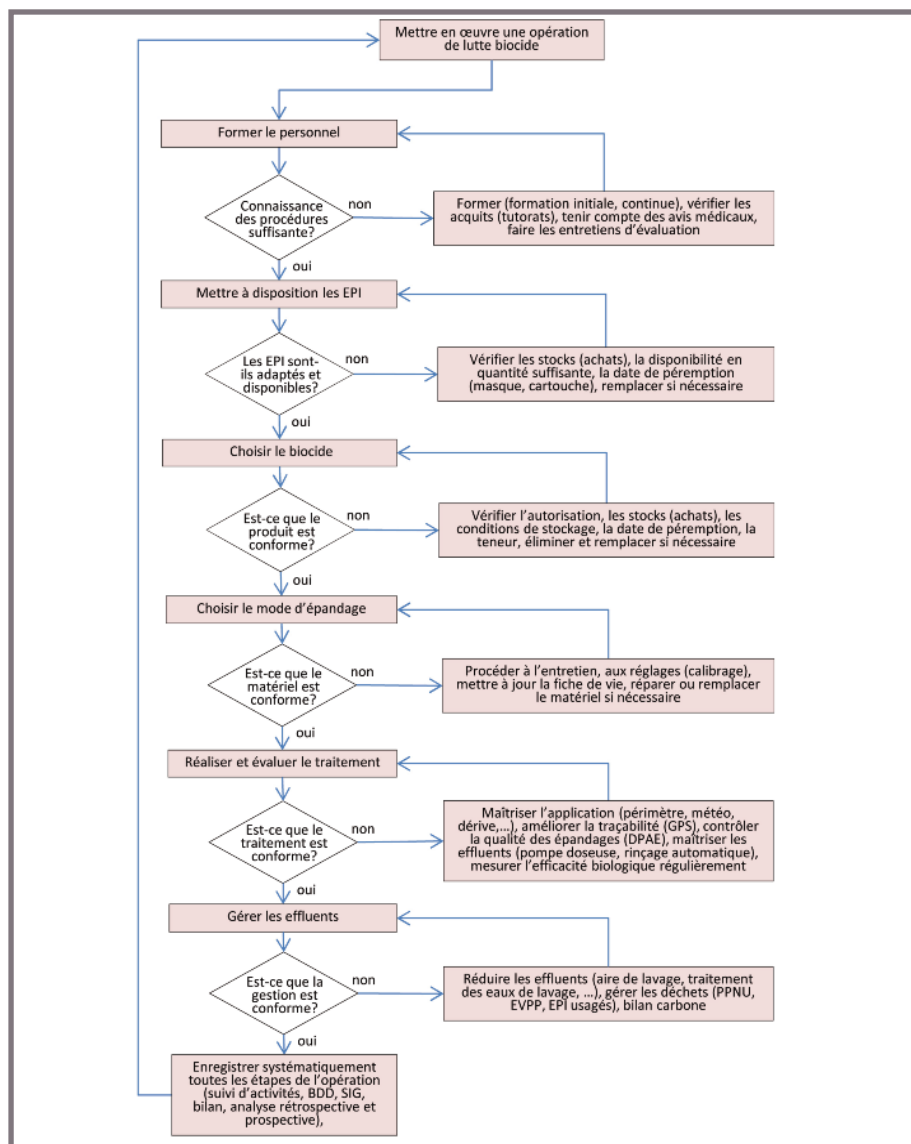 Mettre en œuvre une opération
de lutte biocide
Former le personnel
Connaissance
des procédures
suffisante?
non
Former (formation initiale, continue), vérifier les
acquits (tutorats), tenir compte des avis médicaux,
faire les entretiens d’évaluation
oui
Mettre à disposition les EPI
Les EPI sont-
ils adaptés et
disponibles?
non
Vérifier les stocks (achats), la disponibilité en
quantité suffisante, la date de péremption
(masque, cartouche), remplacer si nécessaire
oui
Choisir le biocide
Est-ce que le
produit est
conforme?
non
Vérifier l’autorisation, les stocks (achats), les
conditions de stockage, la date de péremption, la
teneur, éliminer et remplacer si nécessaire
oui
Choisir le mode d’épandage
Est-ce que le
matériel est
conforme?
non
Procéder à l’entretien, aux réglages (calibrage),
mettre à jour la fiche de vie, réparer ou remplacer
le matériel si nécessaire
oui
Réaliser et évaluer le traitement
Est-ce que le
traitement est
conforme?
non
Maîtriser l’application (périmètre, météo,
dérive,...), améliorer la traçabilité (GPS), contrôler
la qualité des épandages (DPAE), maîtriser les
effluents (pompe doseuse, rinçage automatique),
mesurer l’efficacité biologique régulièrement
oui
Gérer les effluents
Est-ce que la
gestion est
conforme?
non
Réduire les effluents (aire de lavage, traitement
des eaux de lavage, ...), gérer les déchets (PPNU,
EVPP, EPI usagés), bilan carbone
oui
Enregistrer systématiquement
toutes les étapes de l’opération
(suivi d’activités, BDD, SIG,
bilan, analyse rétrospective et
prospective),